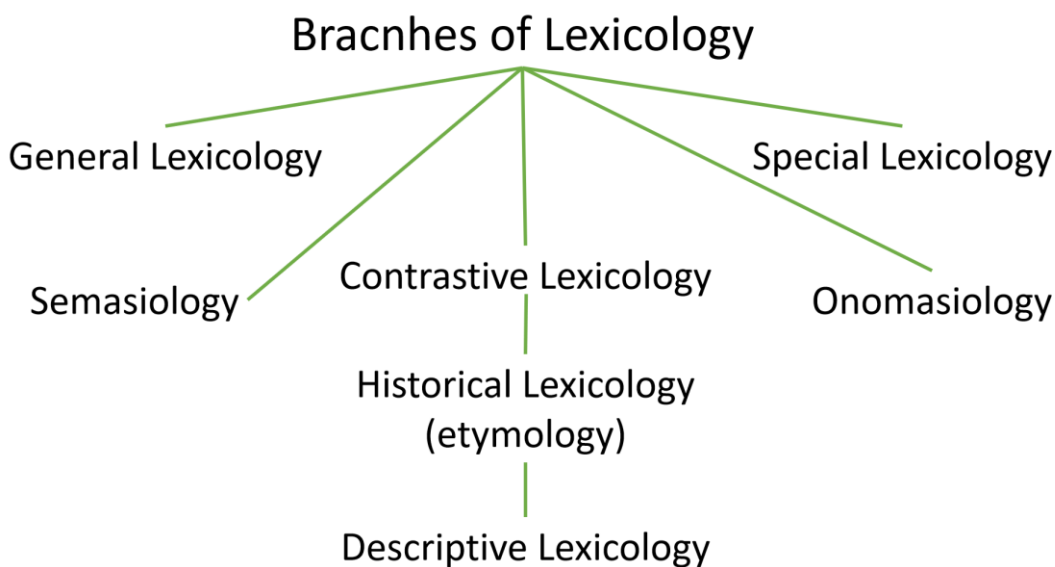 Bracnhes of Lexicology
General Lexicology
Special Lexicology
Semasiology
Contrastive Lexicology
Onomasiology
Historical Lexicology
(etymology)
Descriptive Lexicology